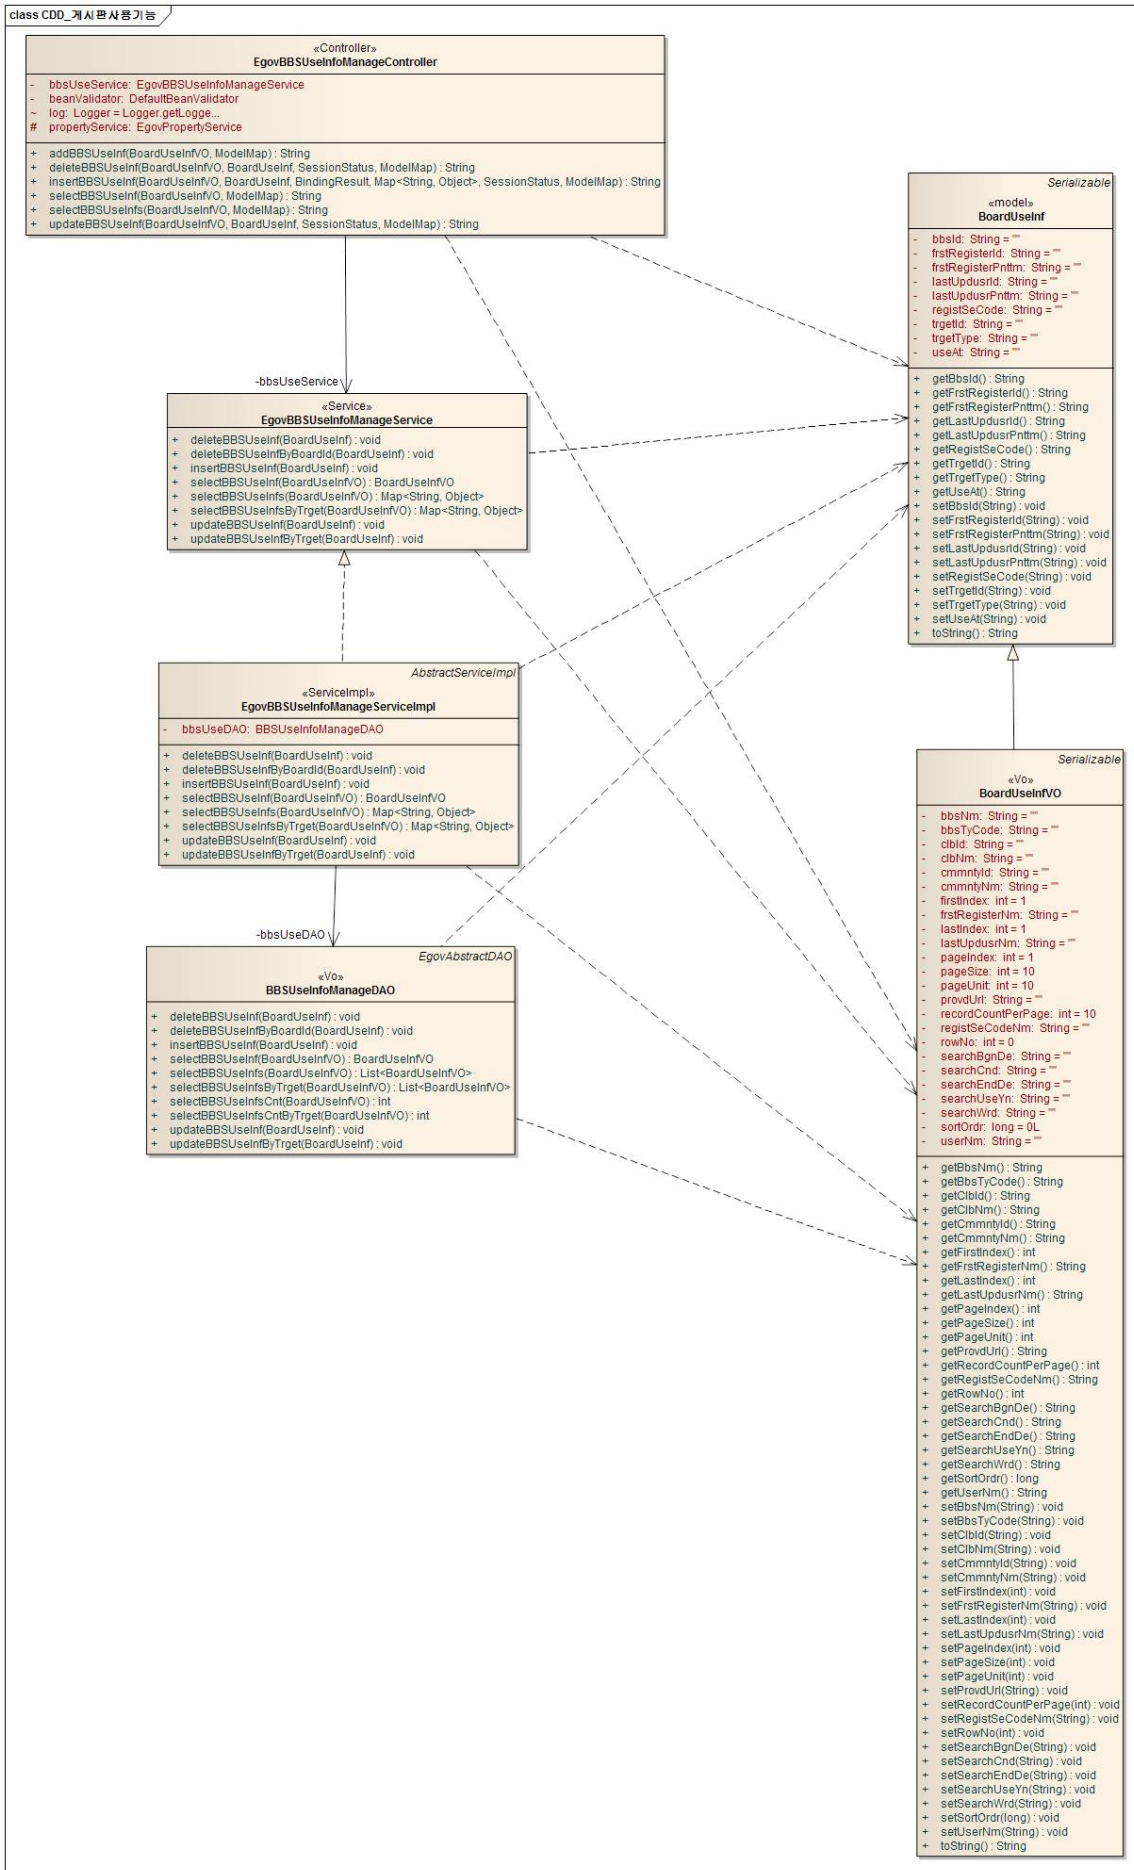 class CDD_게시판사용기능
«Controller»
EgovBBSUseInfoManageController
- bbsUseService: EgovBBSUseInfoManageService
- beanValidator: DefaultBeanValidator
~ log: Logger = Logger.getLogge...
# propertyService: EgovPropertyService
+ addBBSUseInf(BoardUseInfVO, ModelMap) : String
+ deleteBBSUseInf(BoardUseInfVO, BoardUseInf, SessionStatus, ModelMap) : String
+ insertBBSUseInf(BoardUseInfVO, BoardUseInf, BindingResult, Map<String, Object>, SessionStatus, ModelMap) : String
+ selectBBSUseInf(BoardUseInfVO, ModelMap) : String
+ selectBBSUseInfs(BoardUseInfVO, ModelMap) : String
+ updateBBSUseInf(BoardUseInfVO, BoardUseInf, SessionStatus, ModelMap) : String
-bbsUseService
«Service»
EgovBBSUseInfoManageService
+ deleteBBSUseInf(BoardUseInf) : void
+ deleteBBSUseInfByBoardId(BoardUseInf) : void
+ insertBBSUseInf(BoardUseInf) : void
+ selectBBSUseInf(BoardUseInfVO) : BoardUseInfVO
+ selectBBSUseInfs(BoardUseInfVO) : Map<String, Object>
+ selectBBSUseInfsByTrget(BoardUseInfVO) : Map<String, Object>
+ updateBBSUseInf(BoardUseInf) : void
+ updateBBSUseInfByTrget(BoardUseInf) : void
AbstractServiceImpl
«ServiceImpl»
EgovBBSUseInfoManageServiceImpl
- bbsUseDAO: BBSUseInfoManageDAO
+ deleteBBSUseInf(BoardUseInf) : void
+ deleteBBSUseInfByBoardId(BoardUseInf) : void
+ insertBBSUseInf(BoardUseInf) : void
+ selectBBSUseInf(BoardUseInfVO) : BoardUseInfVO
+ selectBBSUseInfs(BoardUseInfVO) : Map<String, Object>
+ selectBBSUseInfsByTrget(BoardUseInfVO) : Map<String, Object>
+ updateBBSUseInf(BoardUseInf) : void
+ updateBBSUseInfByTrget(BoardUseInf) : void
-bbsUseDAO
EgovAbstractDAO
«Vo»
BBSUseInfoManageDAO
+ deleteBBSUseInf(BoardUseInf) : void
+ deleteBBSUseInfByBoardId(BoardUseInf) : void
+ insertBBSUseInf(BoardUseInf) : void
+ selectBBSUseInf(BoardUseInfVO) : BoardUseInfVO
+ selectBBSUseInfs(BoardUseInfVO) : List<BoardUseInfVO>
+ selectBBSUseInfsByTrget(BoardUseInfVO) : List<BoardUseInfVO>
+ selectBBSUseInfsCnt(BoardUseInfVO) : int
+ selectBBSUseInfsCntByTrget(BoardUseInfVO) : int
+ updateBBSUseInf(BoardUseInf) : void
+ updateBBSUseInfByTrget(BoardUseInf) : void
Serializable
«model»
BoardUseInf
- bbsId: String = ""
- frstRegisterId: String = ""
- frstRegisterPnttm: String = ""
- lastUpdusrId: String = ""
- lastUpdusrPnttm: String = ""
- registSeCode: String = ""
- trgetId: String = ""
- trgetType: String = ""
- useAt: String = ""
+ getBbsId() : String
+ getFrstRegisterId() : String
+ getFrstRegisterPnttm() : String
+ getLastUpdusrId() : String
+ getLastUpdusrPnttm() : String
+ getRegistSeCode() : String
+ getTrgetId() : String
+ getTrgetType() : String
+ getUseAt() : String
+ setBbsId(String) : void
+ setFrstRegisterId(String) : void
+ setFrstRegisterPnttm(String) : void
+ setLastUpdusrId(String) : void
+ setLastUpdusrPnttm(String) : void
+ setRegistSeCode(String) : void
+ setTrgetId(String) : void
+ setTrgetType(String) : void
+ setUseAt(String) : void
+ toString() : String
Serializable
«Vo»
BoardUseInfVO
- bbsNm: String = ""
- bbsTyCode: String = ""
- clbId: String = ""
- clbNm: String = ""
- cmmntyId: String = ""
- cmmntyNm: String = ""
- firstIndex: int = 1
- frstRegisterNm: String = ""
- lastIndex: int = 1
- lastUpdusrNm: String = ""
- pageIndex: int = 1
- pageSize: int = 10
- pageUnit: int = 10
- provdUrl: String = ""
- recordCountPerPage: int = 10
- registSeCodeNm: String = ""
- rowNo: int = 0
- searchBgnDe: String = ""
- searchCnd: String = ""
- searchEndDe: String = ""
- searchUseYn: String = ""
- searchWrd: String = ""
- sortOrdr: long = 0L
- userNm: String = ""
+ getBbsNm() : String
+ getBbsTyCode() : String
+ getClbId() : String
+ getClbNm() : String
+ getCmmntyId() : String
+ getCmmntyNm() : String
+ getFirstIndex() : int
+ getFrstRegisterNm() : String
+ getLastIndex() : int
+ getLastUpdusrNm() : String
+ getPageIndex() : int
+ getPageSize() : int
+ getPageUnit() : int
+ getProvdUrl() : String
+ getRecordCountPerPage() : int
+ getRegistSeCodeNm() : String
+ getRowNo() : int
+ getSearchBgnDe() : String
+ getSearchCnd() : String
+ getSearchEndDe() : String
+ getSearchUseYn() : String
+ getSearchWrd() : String
+ getSortOrdr() : long
+ getUserNm() : String
+ setBbsNm(String) : void
+ setBbsTyCode(String) : void
+ setClbId(String) : void
+ setClbNm(String) : void
+ setCmmntyId(String) : void
+ setCmmntyNm(String) : void
+ setFirstIndex(int) : void
+ setFrstRegisterNm(String) : void
+ setLastIndex(int) : void
+ setLastUpdusrNm(String) : void
+ setPageIndex(int) : void
+ setPageSize(int) : void
+ setPageUnit(int) : void
+ setProvdUrl(String) : void
+ setRecordCountPerPage(int) : void
+ setRegistSeCodeNm(String) : void
+ setRowNo(int) : void
+ setSearchBgnDe(String) : void
+ setSearchCnd(String) : void
+ setSearchEndDe(String) : void
+ setSearchUseYn(String) : void
+ setSearchWrd(String) : void
+ setSortOrdr(long) : void
+ setUserNm(String) : void
+ toString() : String